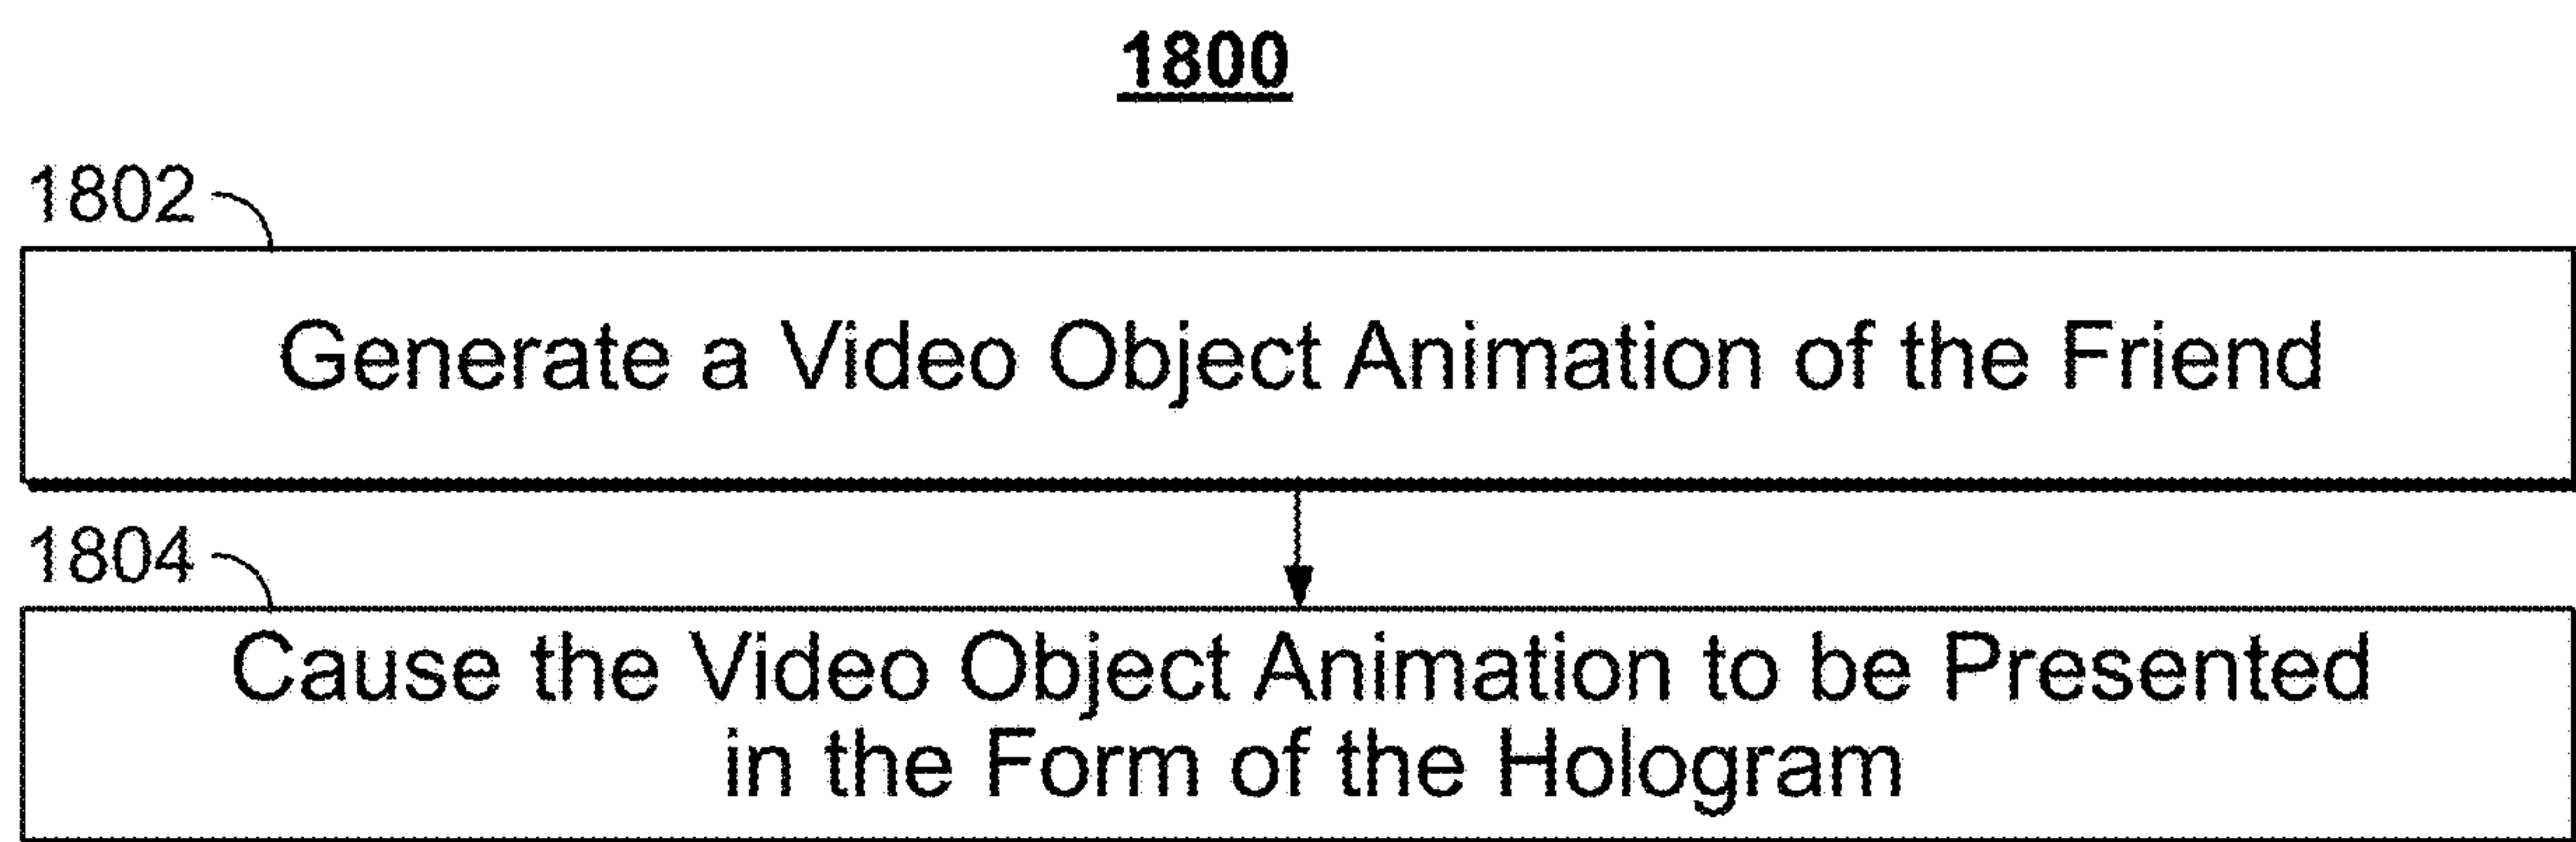 1800
1802
Generate a Video Object Animation of the Friend
1804
Cause the Video Object Animation to be Presented
in the Form of the Hologram